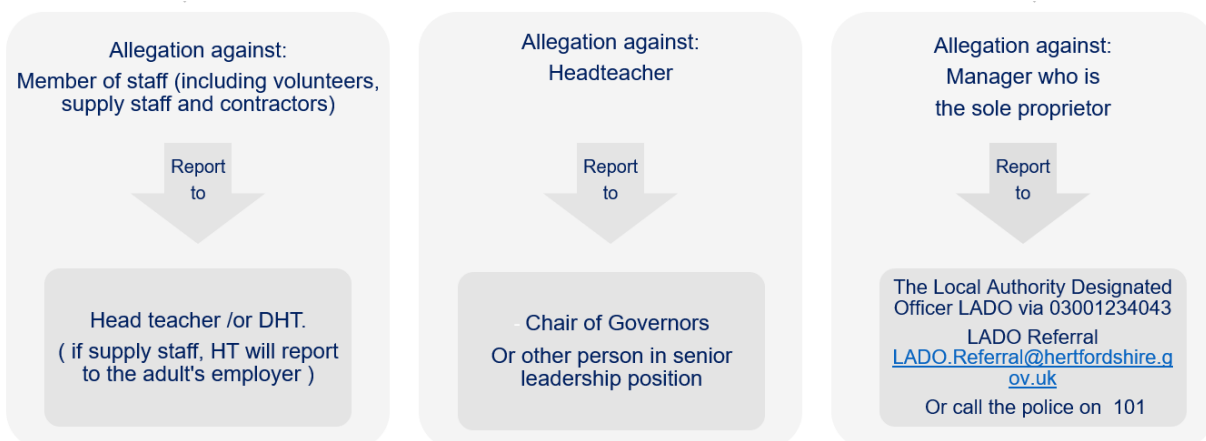 Allegation against:
Member of staff (including volunteers,
supply staff and contractors)
Report
to
Head teacher /or DHT.
( if supply staff, HT will report
to the adult's employer )
Allegation against:
Headteacher
Report
to
- Chair of Governors
Or other person in senior
leadership position
Allegation against:
Manager who is
the sole proprietor
Report
to
The Local Authority Designated
Officer LADO via 03001234043
LADO Referral
LADO.Referral@hertfordshire.g
ov.uk
Or call the police on 101